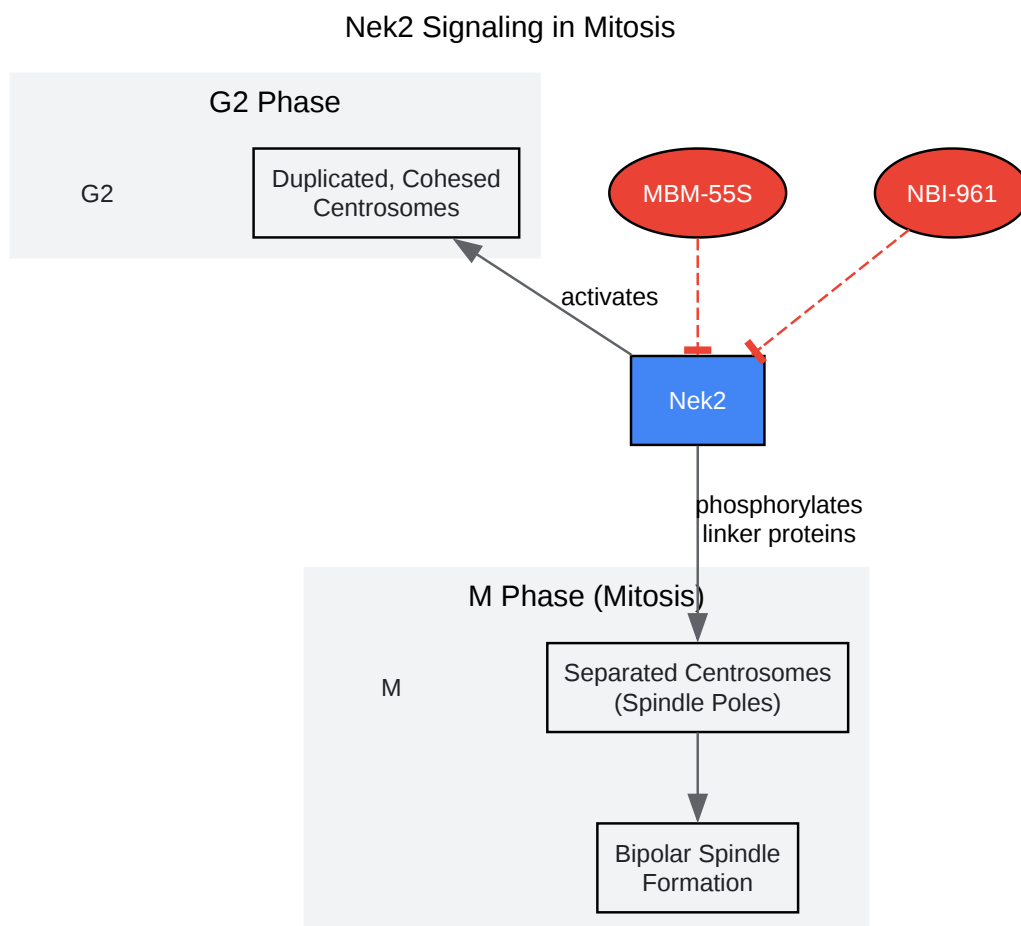 Nek2 Signaling in Mitosis
G2 Phase
G2
Duplicated, Cohesed
Centrosomes
MBM-55S
NBI-961
activates
Nek2
phosphorylates
linker proteins
M Phase (Mitosis)
M
Separated Centrosomes
(Spindle Poles)
Bipolar Spindle
Formation